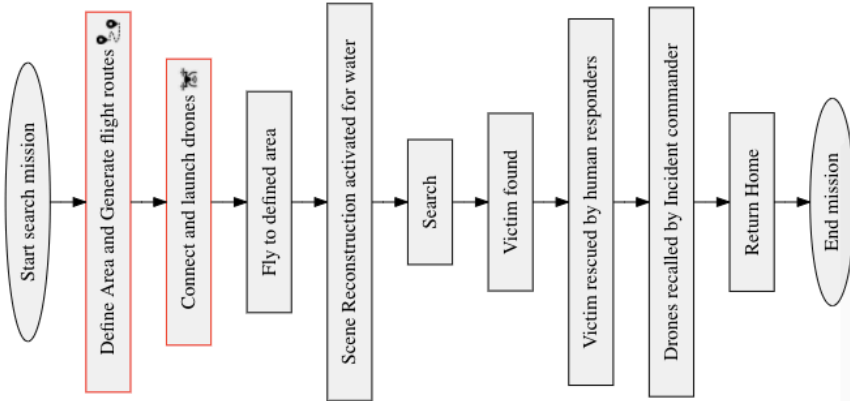 Start search mission
Define Area and Generate flight routes
Connect and launch drones
Fly to defined area
Scene Reconstruction activated for water
Search
Victim found
Victim rescued by human responders
Drones recalled by Incident commander
Return Home
End mission